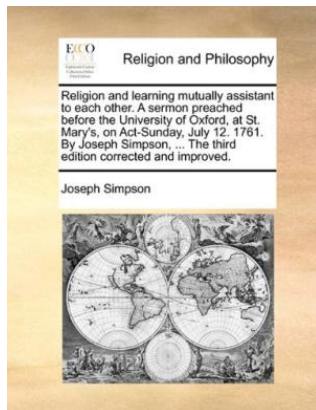 ECCO
Religion and Philosophy
Religion and learning mutually assistant
to each other. A sermon preached
before the University of Oxford, at St.
Mary's, on Act-Sunday, July 12. 1761.
By Joseph Simpson, ... The third
edition corrected and improved.
Joseph Simpson